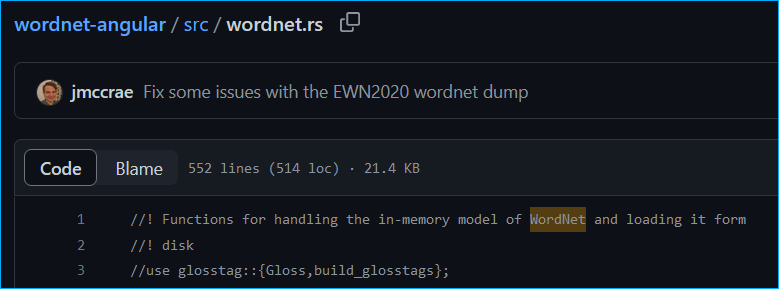 wordnet-angular / src / wordnet.rs
jmccrae Fix some issues with the EWN2020 wordnet dump
Code Blame 552 lines (514 loc) · 21.4 KB
1 //! Functions for handling the in-memory model of WordNet and loading it form
2 //! disk
3 //use glosstag::{Gloss,build_glosstags};